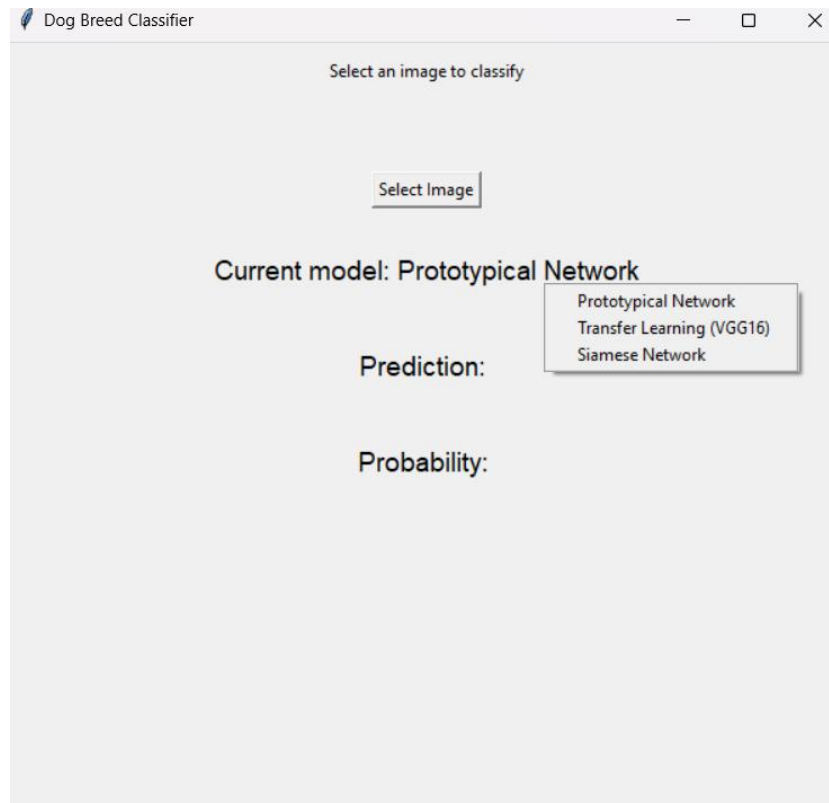 Dog Breed Classifier
Select an image to classify
Select Image
Current model: Prototypical Network
Prototypical Network
Transfer Learning (VGG16)
Siamese Network
Prediction:
Probability: